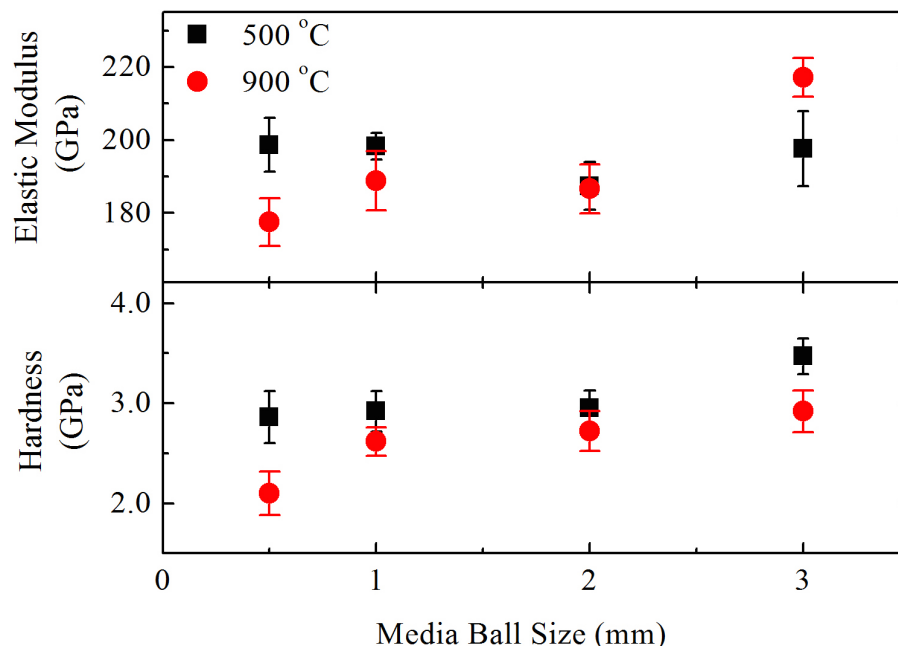 500 °C
900 °C
Elastic Modulus
(GPa)
220
200
180
Hardness
(GPa)
4.0
3.0
2.0
0
1
2
3
Media Ball Size (mm)